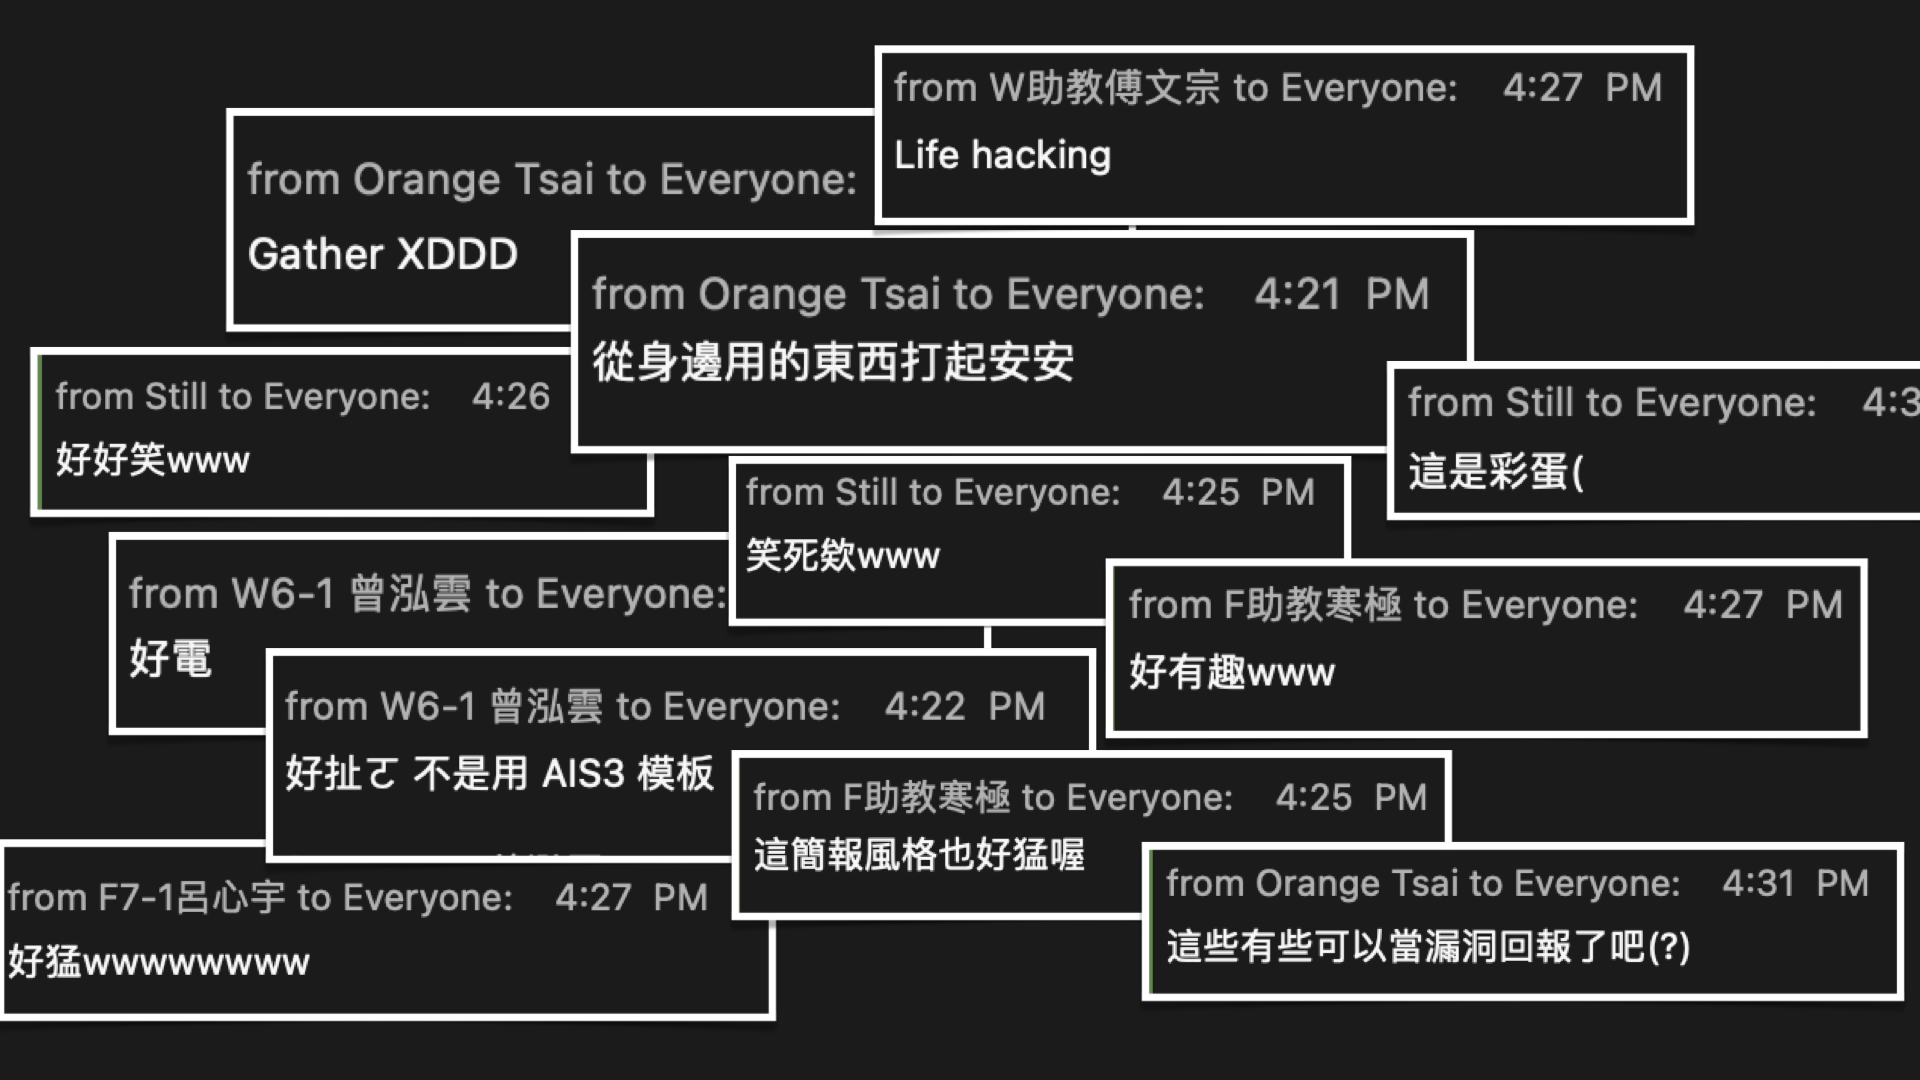 from W助教傅文宗 to Everyone: 4:27 PM
Life hacking
from Orange Tsai to Everyone:
Gather XDDD
from Orange Tsai to Everyone: 4:21 PM
從身邊用的東西打起安安
from Still to Everyone: 4:26
好好笑www
from Still to Everyone: 4:3
這是彩蛋(
from Still to Everyone: 4:25 PM
笑死欸www
from W6-1 曾泓雲 to Everyone:
好電
from F助教寒極 to Everyone: 4:27 PM
好有趣www
from W6-1 曾泓雲 to Everyone: 4:22 PM
好扯ㄛ 不是用 AIS3 模板
from F助教寒極 to Everyone: 4:25 PM
這簡報風格也好猛喔
from F7-1呂心宇 to Everyone: 4:27 PM
好猛wwwwwwww
from Orange Tsai to Everyone: 4:31 PM
這些有些可以當漏洞回報了吧(?)